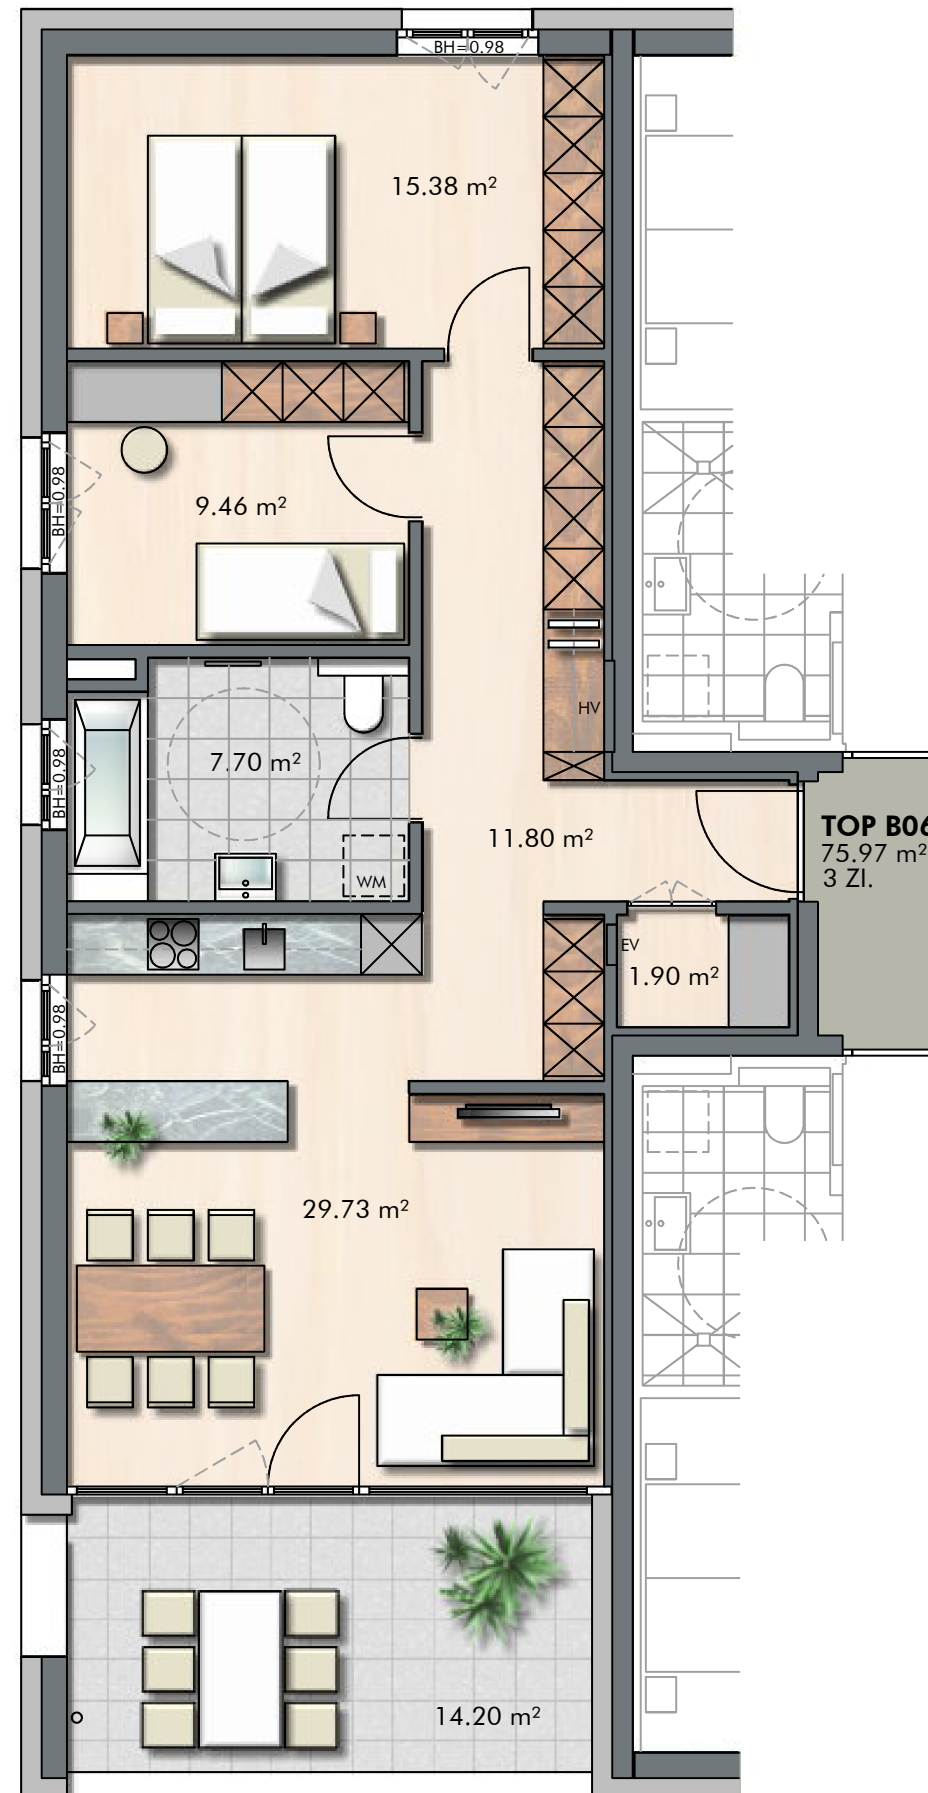 BH=0.98
15.38 m²
BH=0.98
9.46 m²
HV
BH=0.98
7.70 m²
11.80 m²
TOP B06
75.97 m²
3 ZI.
WM
EV
1.90 m²
BH=0.98
29.73 m²
14.20 m²